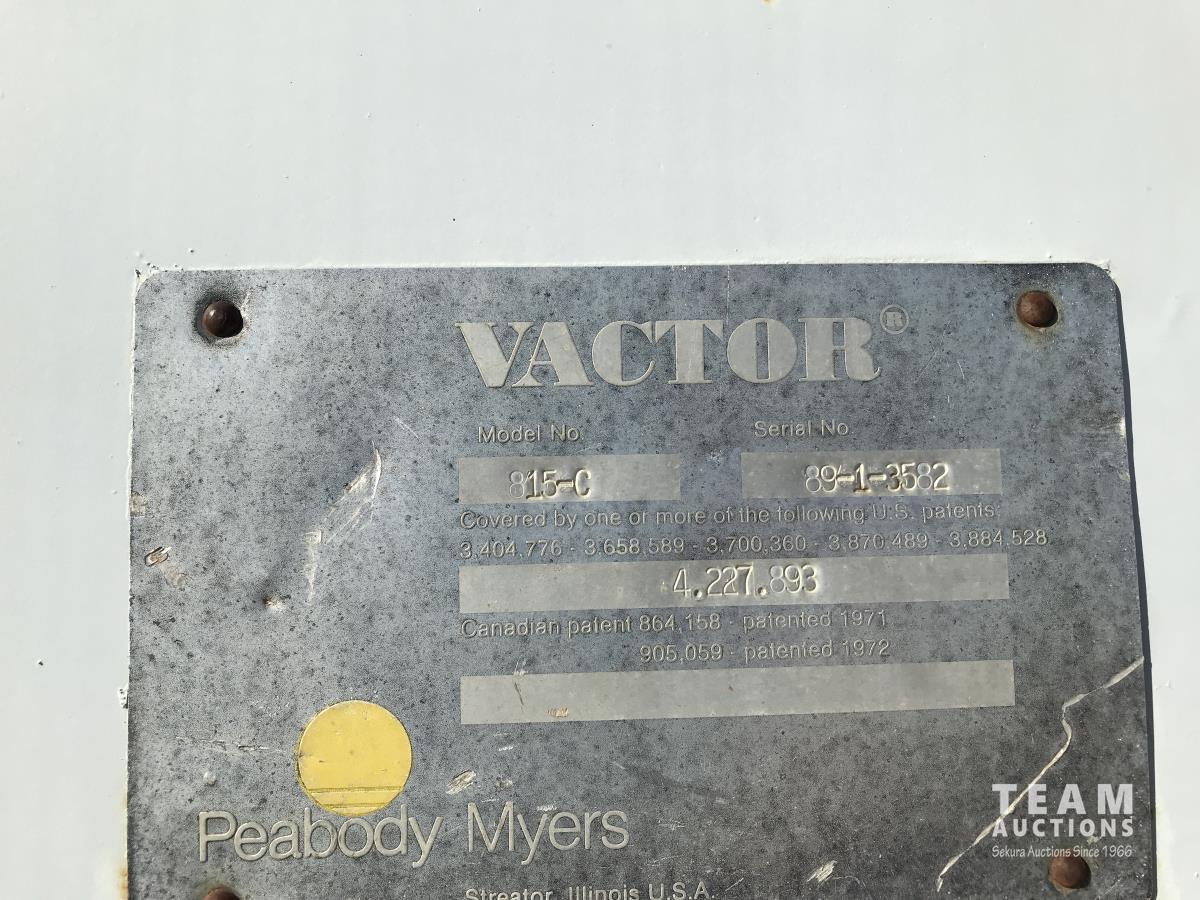 VACTOR®
Model No. Serial No.
815-C 89-1-3582
Covered by one or more of the following U.S. patents:
3,404,776 - 3,658,589 - 3,700,360 - 3,870,489 - 3,884,528
4.227.893
Canadian patent 864,158 - patented 1971
905,059 - patented 1972
Peabody Myers
Streator, Illinois U.S.A.
TEAM
AUCTIONS
Sekura Auctions Since 1966